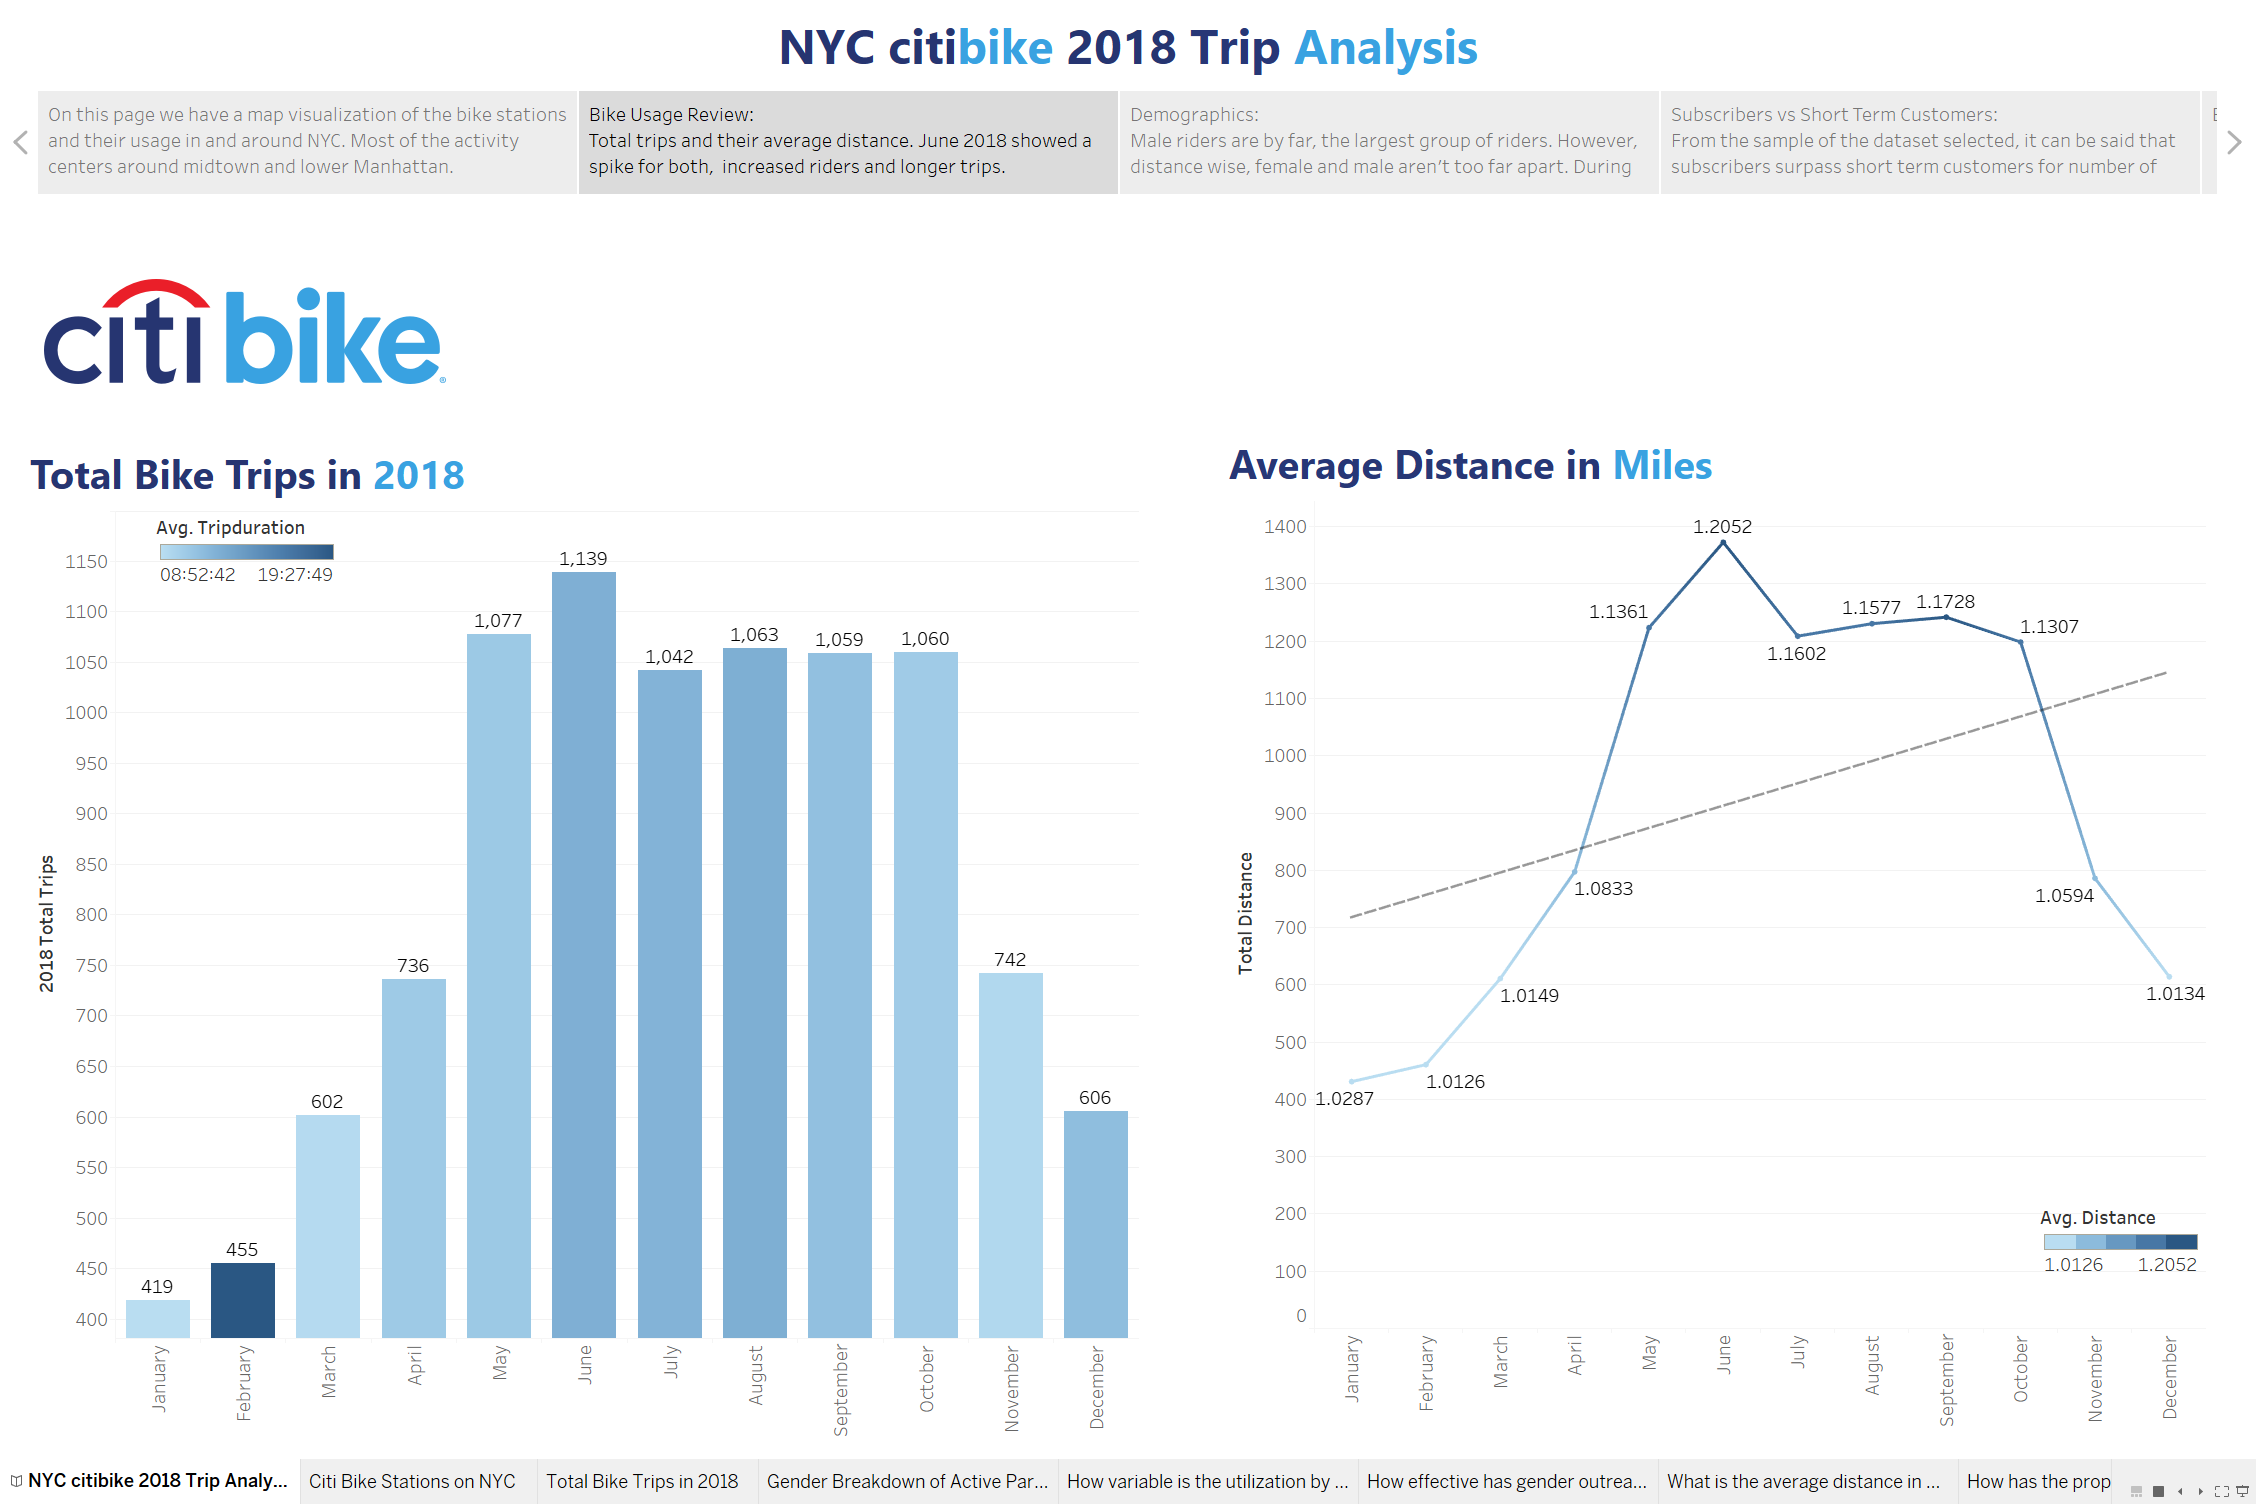 NYC citibike 2018 Trip Analysis
On this page we have a map visualization of the bike stations
and their usage in and around NYC. Most of the activity
centers around midtown and lower Manhattan.
Bike Usage Review:
Total trips and their average distance. June 2018 showed a
spike for both, increased riders and longer trips.
Demographics:
Male riders are by far, the largest group of riders. However,
distance wise, female and male aren't too far apart. During
Subscribers vs Short Term Customers:
From the sample of the dataset selected, it can be said that
subscribers surpass short term customers for number of
citi bike®
Total Bike Trips in 2018
Avg. Tripduration
08:52:42 19:27:49
2018 Total Trips
1150
1100
1050
1000
950
900
850
800
750
700
650
600
550
500
450
400
419
455
602
736
1,077
1,139
1,042
1,063
1,059
1,060
742
606
January
February
March
April
May
June
July
August
September
October
November
December
Average Distance in Miles
Total Distance
1400
1300
1200
1100
1000
900
800
700
600
500
400
300
200
100
0
1.0287
1.0126
1.0149
1.0833
1.1361
1.2052
1.1602
1.1577
1.1728
1.1307
1.0594
1.0134
Avg. Distance
1.0126 1.2052
January
February
March
April
May
June
July
August
September
October
November
December
NYC citibike 2018 Trip Analy...
Citi Bike Stations on NYC
Total Bike Trips in 2018
Gender Breakdown of Active Par...
How variable is the utilization by ...
How effective has gender outrea...
What is the average distance in ...
How has the prop